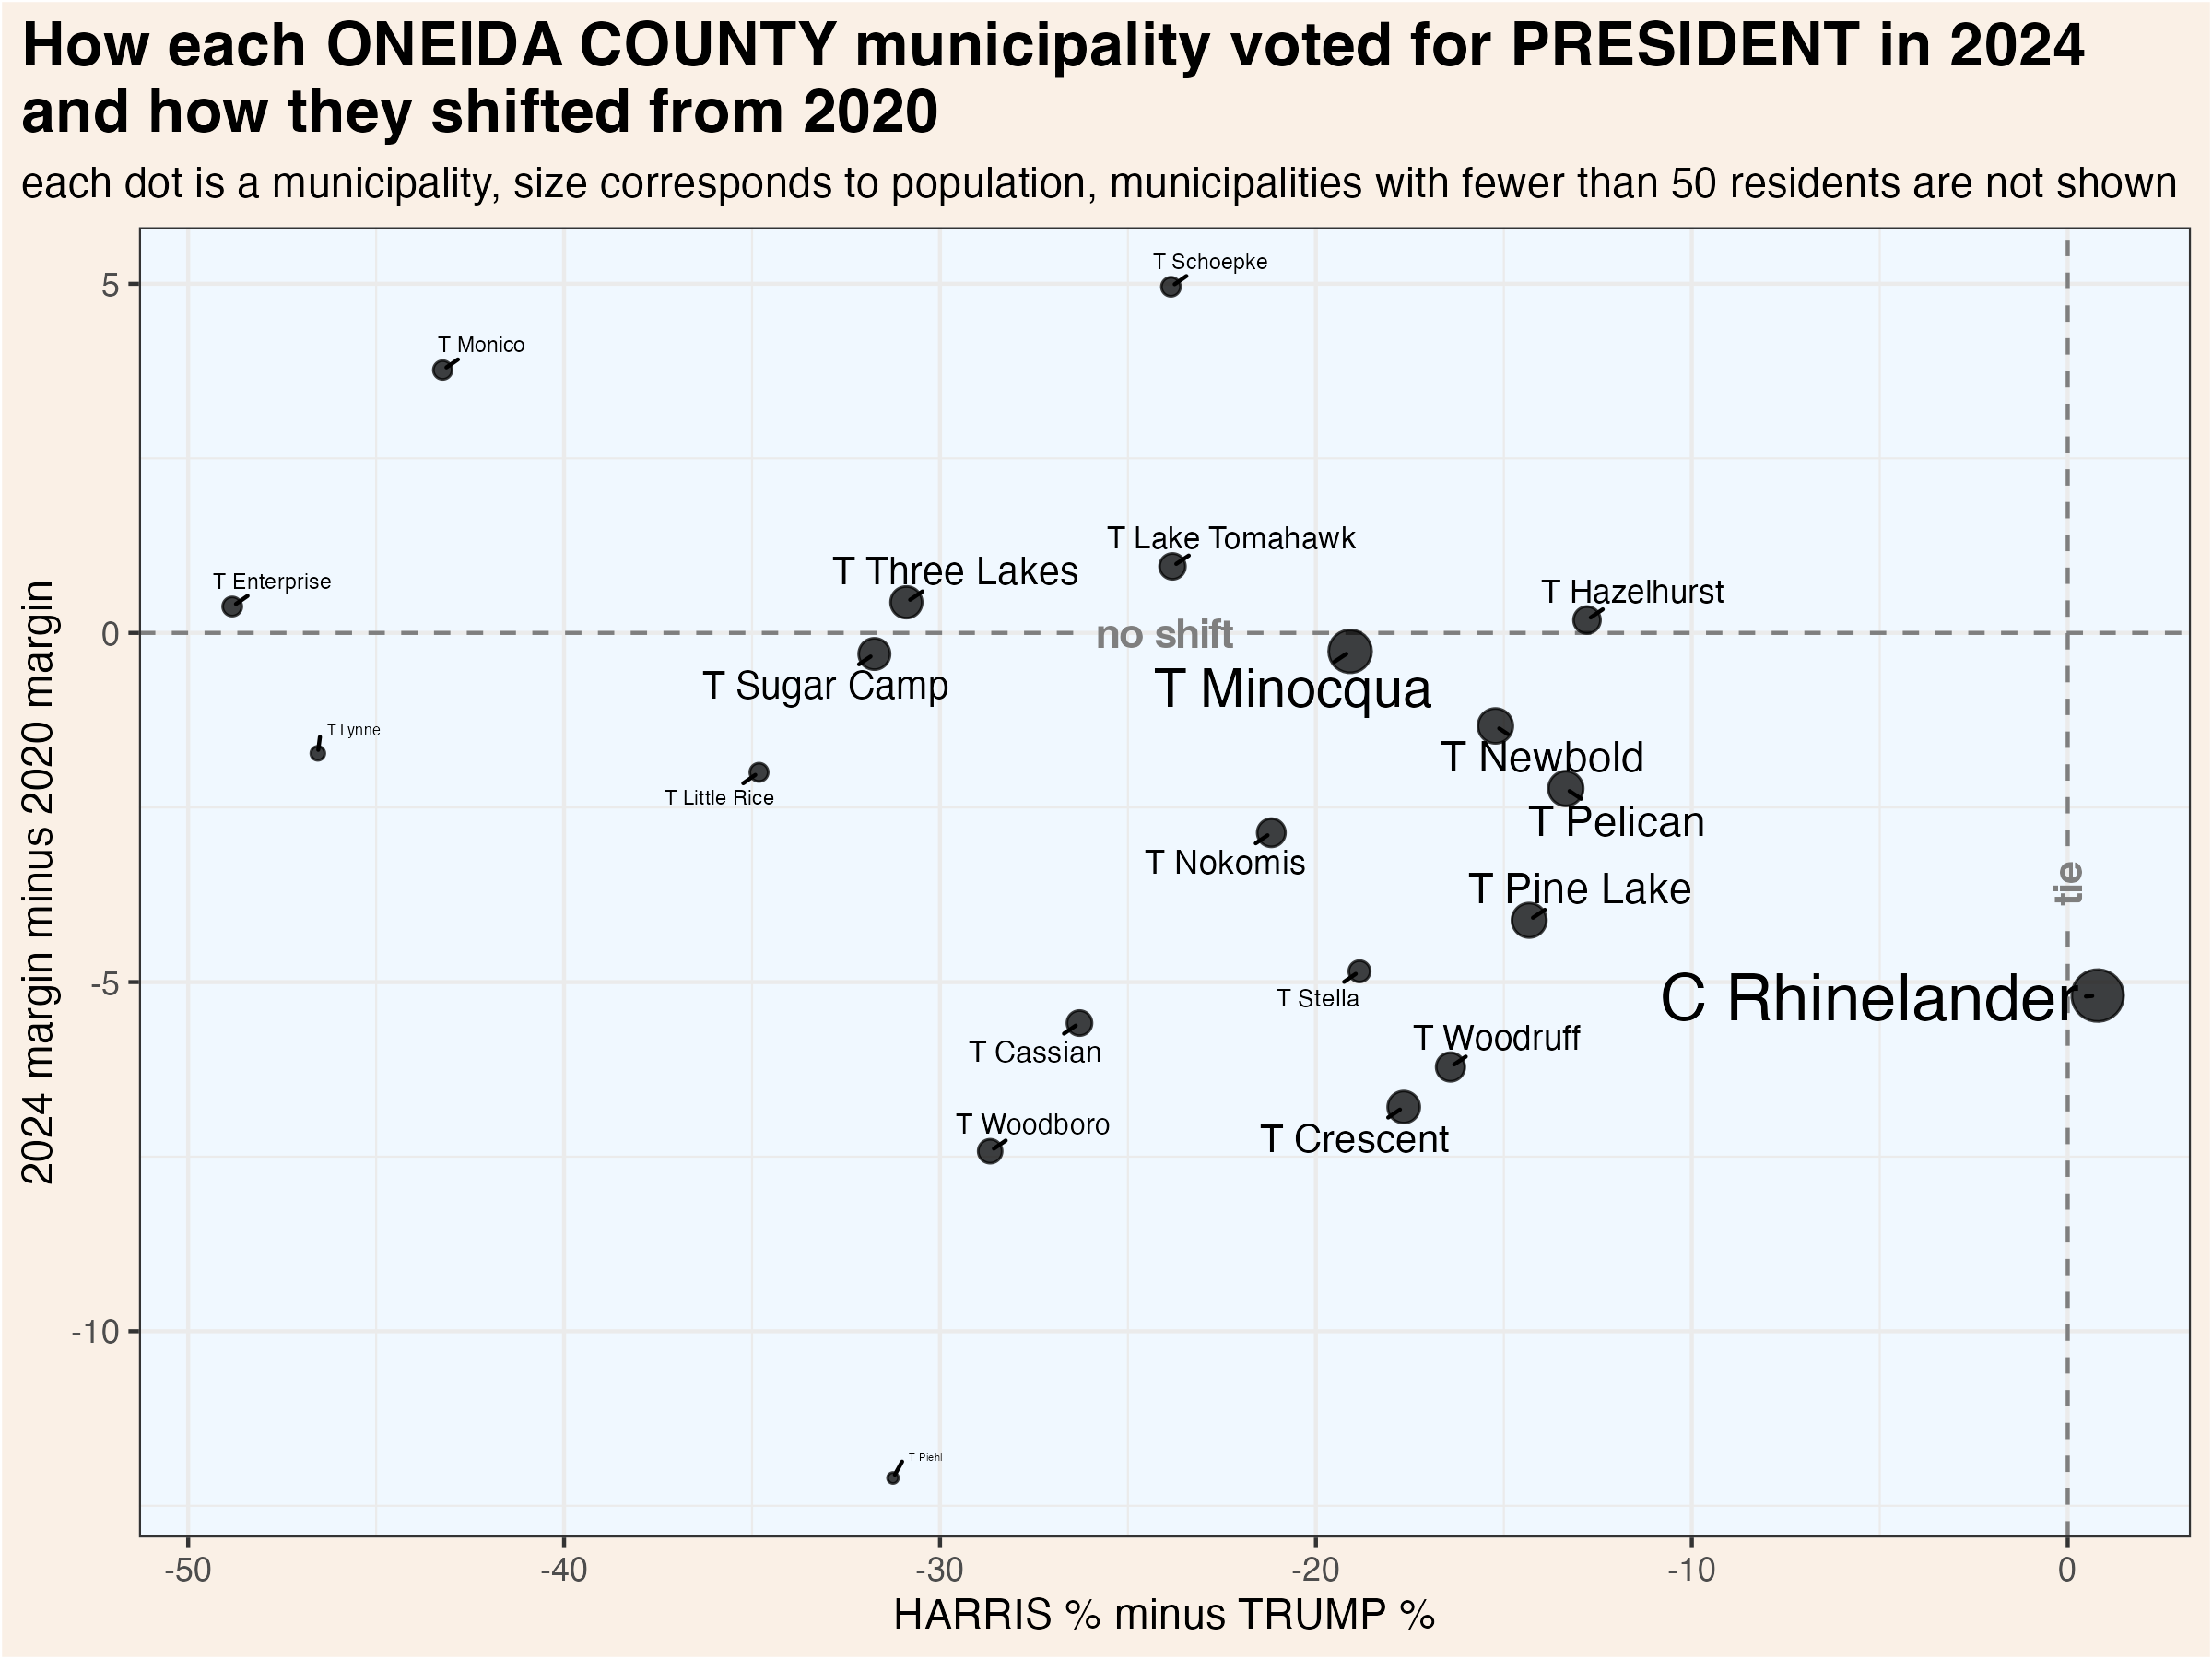 How each ONEIDA COUNTY municipality voted for PRESIDENT in 2024
and how they shifted from 2020
each dot is a municipality, size corresponds to population, municipalities with fewer than 50 residents are not shown
T Schoepke
5
T Monico
T Lake Tomahawk
T Three Lakes
T Enterprise
T Hazelhurst
0
no shift
T Sugar Camp
T Minocqua
T Lynne
T Newbold
T Little Rice
T Pelican
T Nokomis
T Pine Lake
tie
-5
T Stella
C Rhinelander
T Woodruff
T Cassian
T Woodboro
T Crescent
-10
T Piehl
2024 margin minus 2020 margin
-50
-40
-30
-20
-10
0
HARRIS % minus TRUMP %